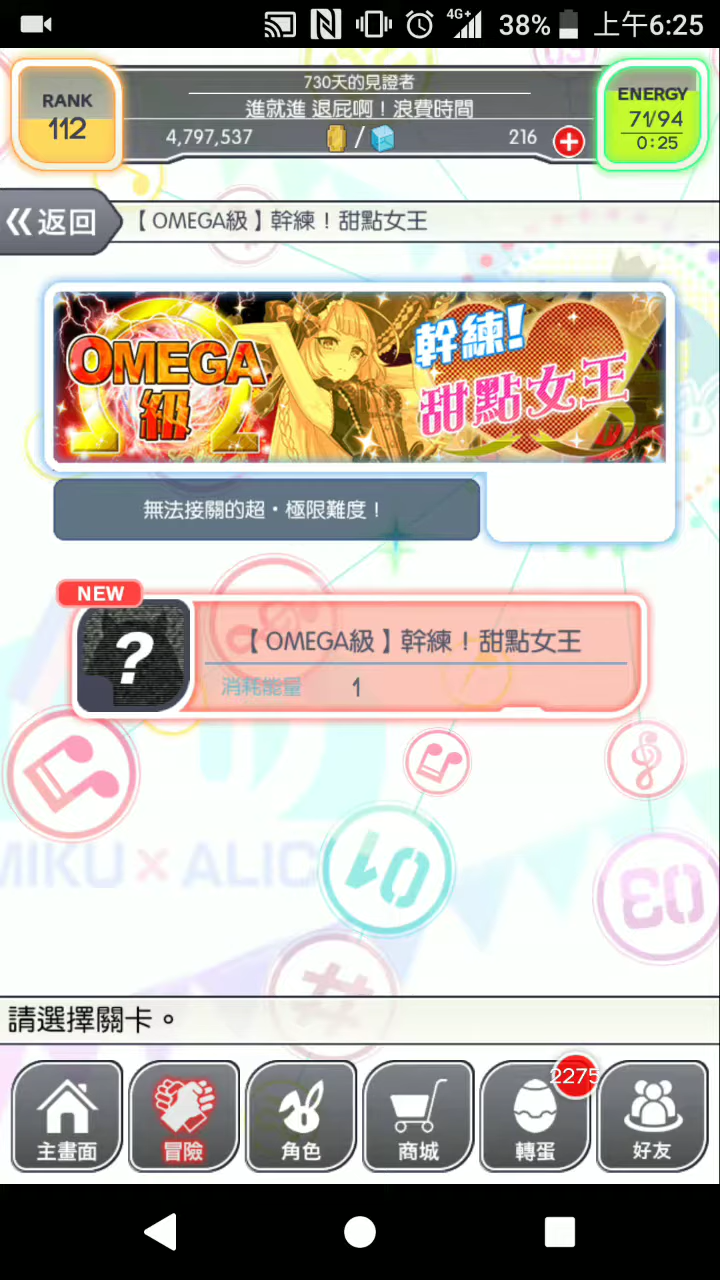 4G+ 38% 上午6:25
RANK
112
730天的見證者
進就進 退屁啊！浪費時間
4,797,537 / 216
ENERGY
71/94
0:25
返回
【OMEGA級】幹練！甜點女王
OMEGA
級
幹練!
甜點女王
無法接關的超・極限難度！
NEW
?
【OMEGA級】幹練！甜點女王
消耗能量 1
MIKU×ALIC
01
03
請選擇關卡。
2275
主畫面 冒險 角色 商城 轉蛋 好友